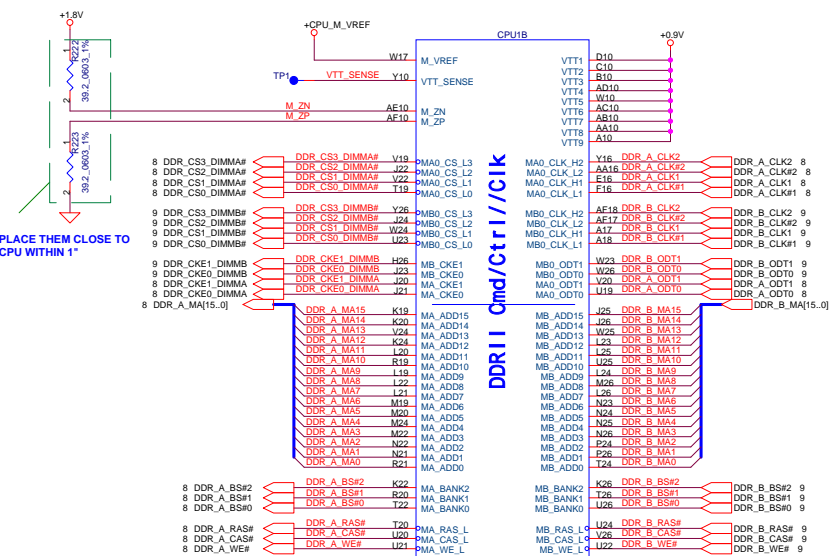 +1.8V
+CPU_M_VREF
CPU1B
+0.9V
1 R222 2 39.2_0603_1%
1 R223 2 39.2_0603_1%
PLACE THEM CLOSE TO
CPU WITHIN 1"
DDRII Cmd/Ctrl//Clk
W17 M_VREF
TP1 VTT_SENSE Y10 VTT_SENSE
M_ZN AE10 M_ZN
M_ZP AF10 M_ZP
VTT1 D10
VTT2 C10
VTT3 B10
VTT4 AD10
VTT5 W10
VTT6 AC10
VTT7 AB10
VTT8 AA10
VTT9 A10
8 DDR_CS3_DIMMA# DDR_CS3_DIMMA# V19 MA0_CS_L3
8 DDR_CS2_DIMMA# DDR_CS2_DIMMA# J22 MA0_CS_L2
8 DDR_CS1_DIMMA# DDR_CS1_DIMMA# V22 MA0_CS_L1
8 DDR_CS0_DIMMA# DDR_CS0_DIMMA# T19 MA0_CS_L0
MA0_CLK_H2 Y16 DDR_A_CLK2 DDR_A_CLK2 8
MA0_CLK_L2 AA16 DDR_A_CLK#2 DDR_A_CLK#2 8
MA0_CLK_H1 E16 DDR_A_CLK1 DDR_A_CLK1 8
MA0_CLK_L1 F16 DDR_A_CLK#1 DDR_A_CLK#1 8
9 DDR_CS3_DIMMB# DDR_CS3_DIMMB# Y26 MB0_CS_L3
9 DDR_CS2_DIMMB# DDR_CS2_DIMMB# J24 MB0_CS_L2
9 DDR_CS1_DIMMB# DDR_CS1_DIMMB# W24 MB0_CS_L1
9 DDR_CS0_DIMMB# DDR_CS0_DIMMB# U23 MB0_CS_L0
MB0_CLK_H2 AF18 DDR_B_CLK2 DDR_B_CLK2 9
MB0_CLK_L2 AF17 DDR_B_CLK#2 DDR_B_CLK#2 9
MB0_CLK_H1 A17 DDR_B_CLK1 DDR_B_CLK1 9
MB0_CLK_L1 A18 DDR_B_CLK#1 DDR_B_CLK#1 9
9 DDR_CKE1_DIMMB DDR_CKE1_DIMMB H26 MB_CKE1
9 DDR_CKE0_DIMMB DDR_CKE0_DIMMB J23 MB_CKE0
8 DDR_CKE1_DIMMA DDR_CKE1_DIMMA J20 MA_CKE1
8 DDR_CKE0_DIMMA DDR_CKE0_DIMMA J21 MA_CKE0
MB0_ODT1 W23 DDR_B_ODT1 DDR_B_ODT1 9
MB0_ODT0 W26 DDR_B_ODT0 DDR_B_ODT0 9
MA0_ODT1 V20 DDR_A_ODT1 DDR_A_ODT1 8
MA0_ODT0 U19 DDR_A_ODT0 DDR_A_ODT0 8
8 DDR_A_MA[15..0]
DDR_B_MA[15..0] 9
DDR_A_MA15 K19 MA_ADD15 MB_ADD15 J25 DDR_B_MA15
DDR_A_MA14 K20 MA_ADD14 MB_ADD14 J26 DDR_B_MA14
DDR_A_MA13 V24 MA_ADD13 MB_ADD13 W25 DDR_B_MA13
DDR_A_MA12 K24 MA_ADD12 MB_ADD12 L23 DDR_B_MA12
DDR_A_MA11 L20 MA_ADD11 MB_ADD11 L25 DDR_B_MA11
DDR_A_MA10 R19 MA_ADD10 MB_ADD10 U25 DDR_B_MA10
DDR_A_MA9 L19 MA_ADD9 MB_ADD9 L24 DDR_B_MA9
DDR_A_MA8 L22 MA_ADD8 MB_ADD8 M26 DDR_B_MA8
DDR_A_MA7 L21 MA_ADD7 MB_ADD7 L26 DDR_B_MA7
DDR_A_MA6 M19 MA_ADD6 MB_ADD6 N23 DDR_B_MA6
DDR_A_MA5 M20 MA_ADD5 MB_ADD5 N24 DDR_B_MA5
DDR_A_MA4 M24 MA_ADD4 MB_ADD4 N25 DDR_B_MA4
DDR_A_MA3 M22 MA_ADD3 MB_ADD3 N26 DDR_B_MA3
DDR_A_MA2 N22 MA_ADD2 MB_ADD2 P24 DDR_B_MA2
DDR_A_MA1 N21 MA_ADD1 MB_ADD1 P26 DDR_B_MA1
DDR_A_MA0 R21 MA_ADD0 MB_ADD0 T24 DDR_B_MA0
8 DDR_A_BS#2 DDR_A_BS#2 K22 MA_BANK2 MB_BANK2 K26 DDR_B_BS#2 DDR_B_BS#2 9
8 DDR_A_BS#1 DDR_A_BS#1 R20 MA_BANK1 MB_BANK1 T26 DDR_B_BS#1 DDR_B_BS#1 9
8 DDR_A_BS#0 DDR_A_BS#0 T22 MA_BANK0 MB_BANK0 U26 DDR_B_BS#0 DDR_B_BS#0 9
8 DDR_A_RAS# DDR_A_RAS# T20 MA_RAS_L MB_RAS_L U24 DDR_B_RAS# DDR_B_RAS# 9
8 DDR_A_CAS# DDR_A_CAS# U20 MA_CAS_L MB_CAS_L V26 DDR_B_CAS# DDR_B_CAS# 9
8 DDR_A_WE# DDR_A_WE# U21 MA_WE_L MB_WE_L U22 DDR_B_WE# DDR_B_WE# 9